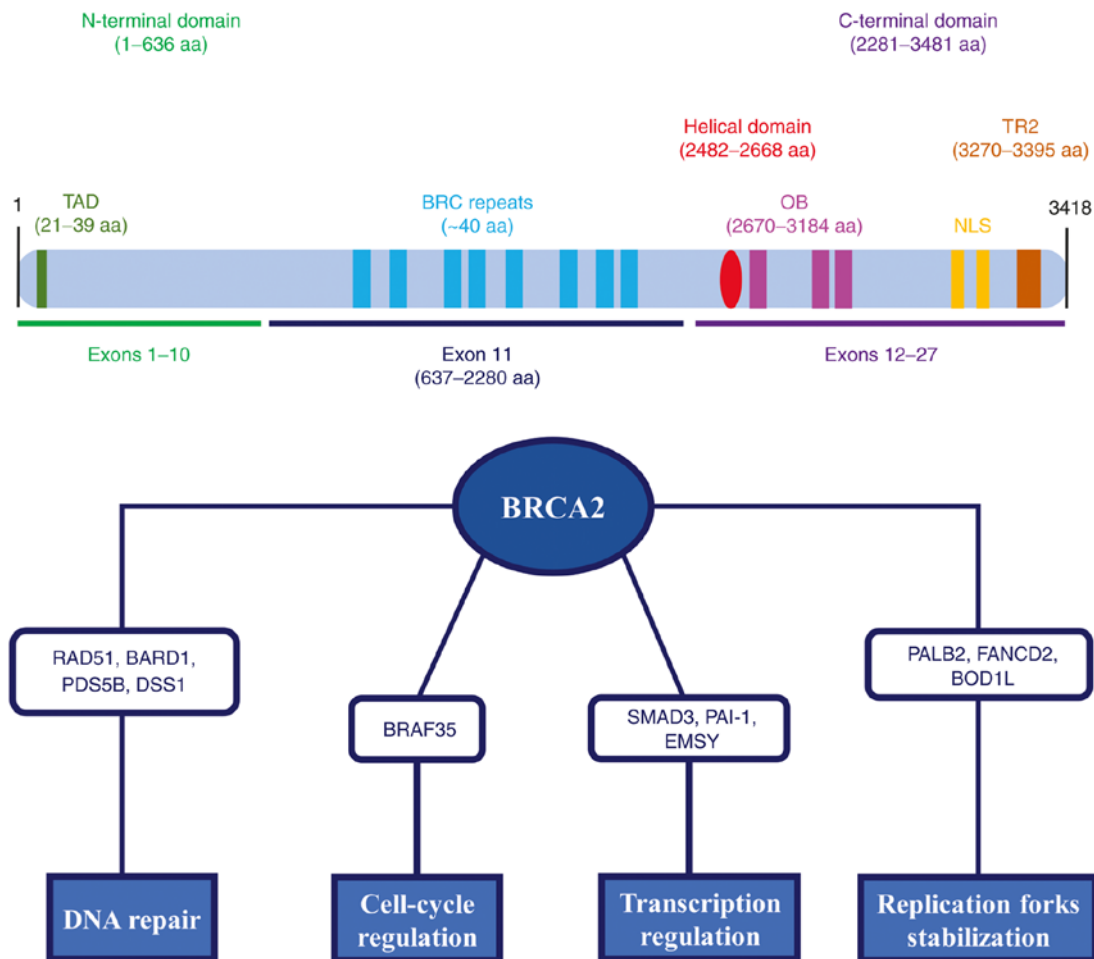 N-terminal domain
(1–636 aa)
C-terminal domain
(2281–3481 aa)
Helical domain
(2482–2668 aa)
TR2
(3270–3395 aa)
1
TAD
(21–39 aa)
BRC repeats
(~40 aa)
OB
(2670–3184 aa)
NLS
3418
Exons 1–10
Exon 11
(637–2280 aa)
Exons 12–27
BRCA2
RAD51, BARD1,
PDS5B, DSS1
BRAF35
SMAD3, PAI-1,
EMSY
PALB2, FANCD2,
BOD1L
DNA repair
Cell-cycle
regulation
Transcription
regulation
Replication forks
stabilization